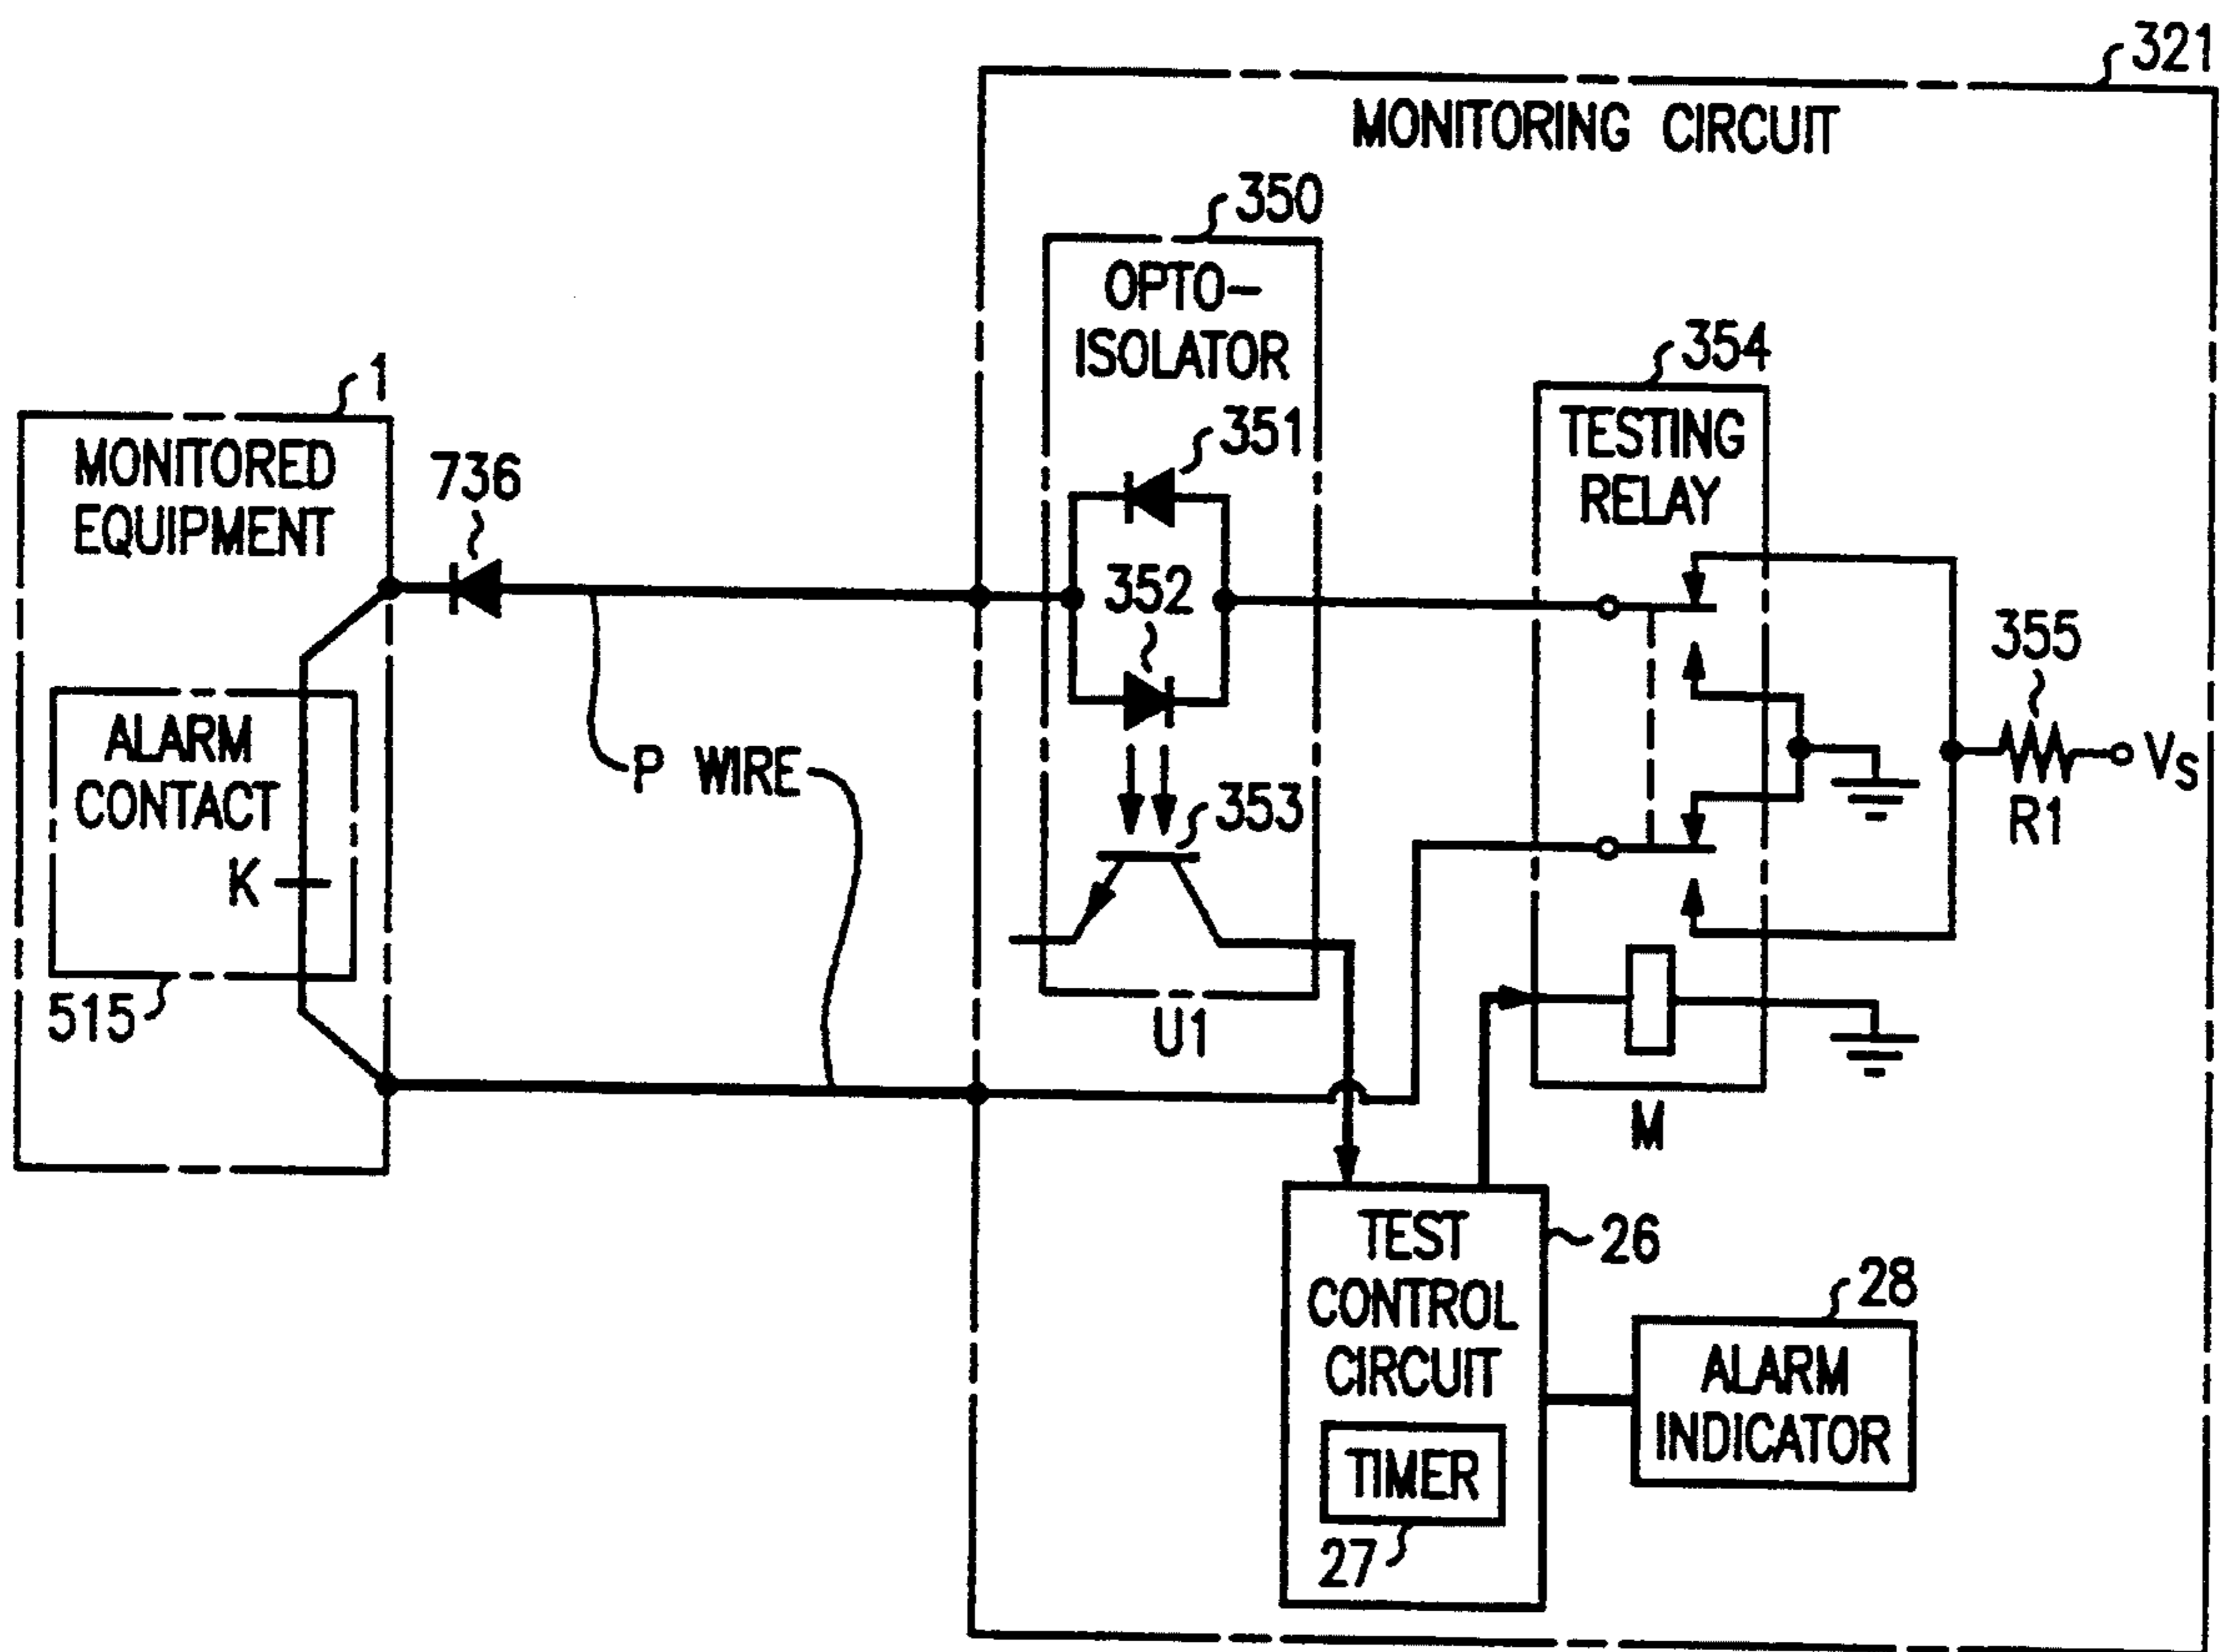 321
MONITORING CIRCUIT
350
OPTO-
ISOLATOR
354
1
TESTING
RELAY
351
MONITORED
EQUIPMENT
736
352
355
ALARM
CONTACT
P WIRE
VS
353
R1
K
515
U1
M
TEST
CONTROL
CIRCUIT
26
28
ALARM
INDICATOR
TIMER
27